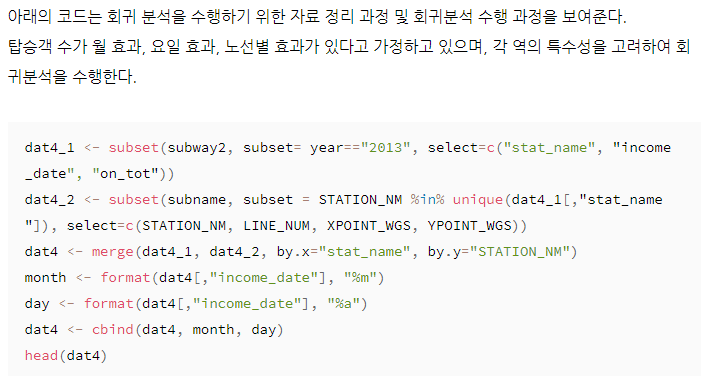 아래의 코드는 회귀 분석을 수행하기 위한 자료 정리 과정 및 회귀분석 수행 과정을 보여준다.
탑승객 수가 월 효과, 요일 효과, 노선별 효과가 있다고 가정하고 있으며, 각 역의 특수성을 고려하여 회
귀분석을 수행한다.
dat4_1 <- subset(subway2, subset= year=="2013", select=c("stat_name", "income
_date", "on_tot"))
dat4_2 <- subset(subname, subset = STATION_NM %in% unique(dat4_1[,"stat_name
"]), select=c(STATION_NM, LINE_NUM, XPOINT_WGS, YPOINT_WGS))
dat4 <- merge(dat4_1, dat4_2, by.x="stat_name", by.y="STATION_NM")
month <- format(dat4[,"income_date"], "%m")
day <- format(dat4[,"income_date"], "%a")
dat4 <- cbind(dat4, month, day)
head(dat4)